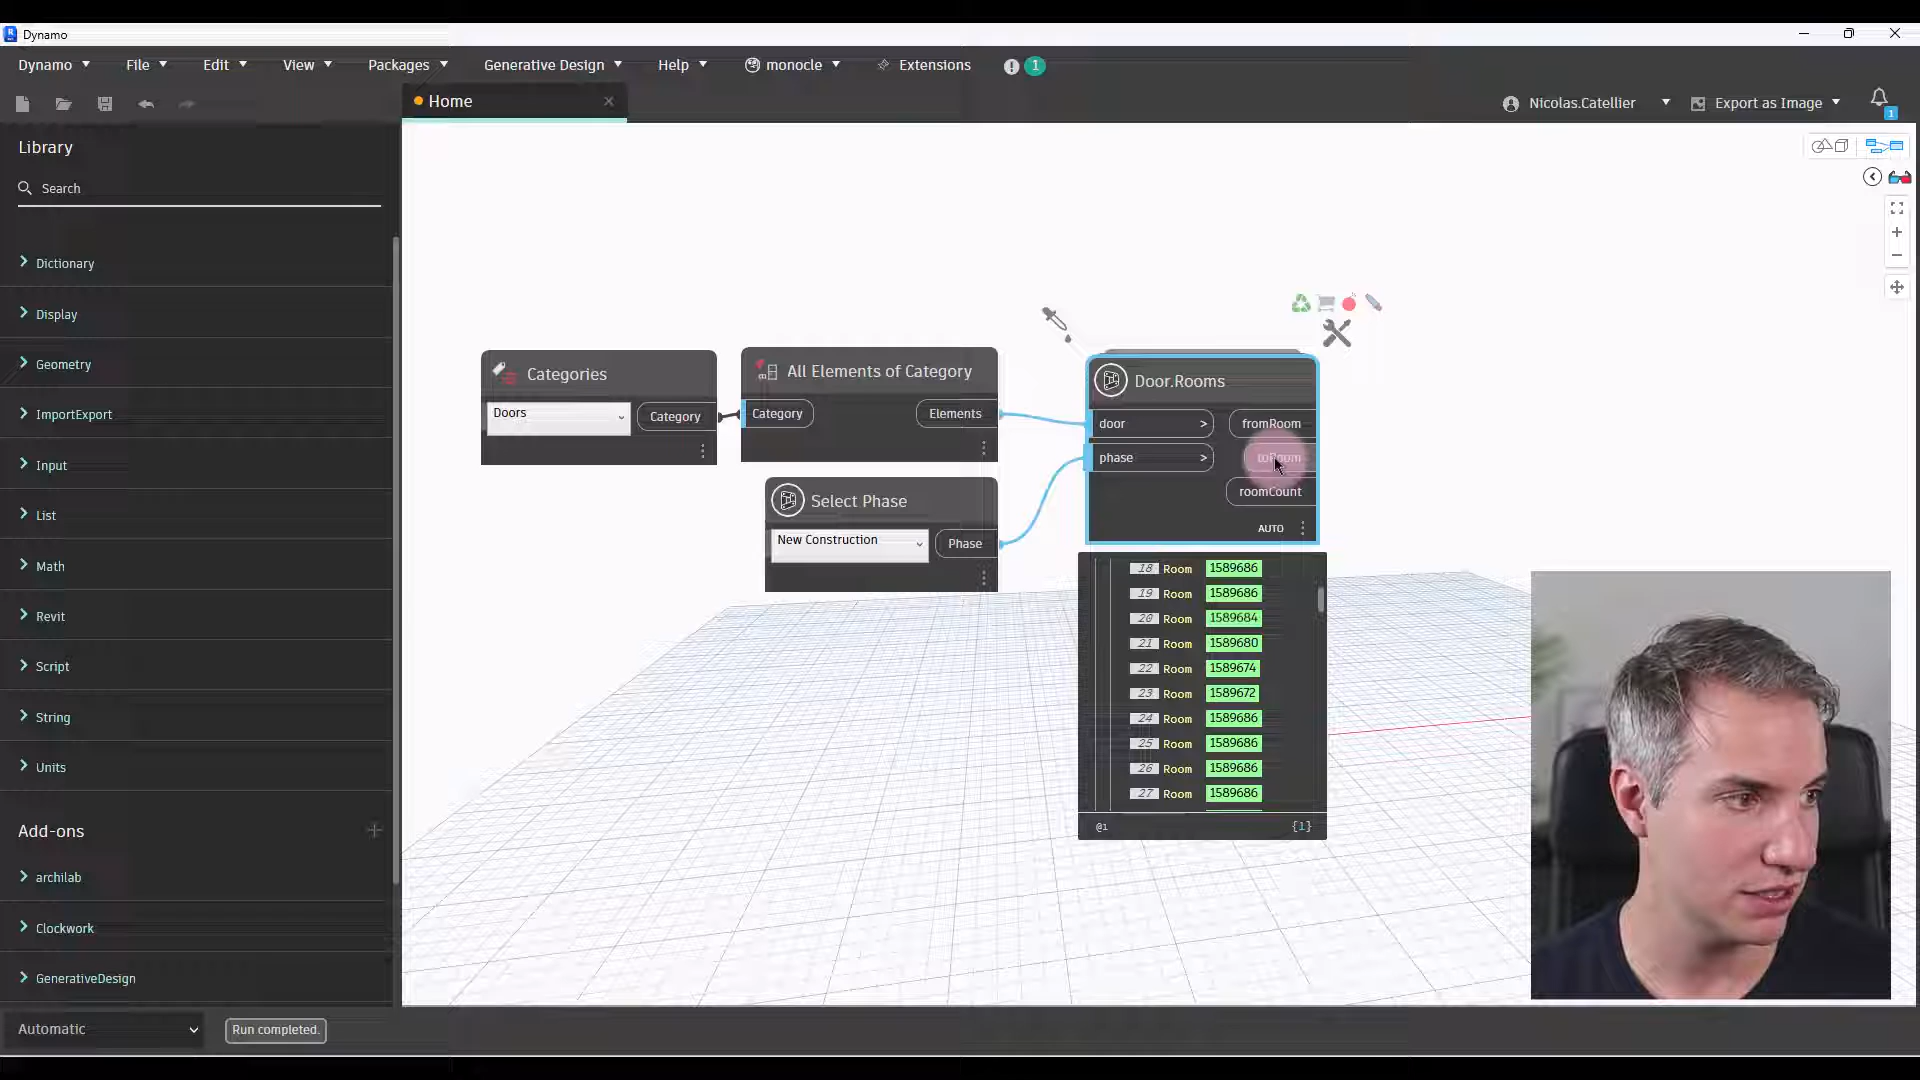 Dynamo
Dynamo File Edit View Packages Generative Design Help monocle Extensions 1
Home
Nicolas.Catellier Export as Image 1
Library
Search
Dictionary
Display
Geometry
ImportExport
Input
List
Math
Revit
Script
String
Units
Add-ons
archilab
Clockwork
GenerativeDesign
Automatic Run completed.
Categories
Doors Category
All Elements of Category
Category Elements
Select Phase
New Construction Phase
Door.Rooms
door > fromRoom
phase > toRoom
roomCount
AUTO
18 Room 1589686
19 Room 1589686
20 Room 1589684
21 Room 1589680
22 Room 1589674
23 Room 1589672
24 Room 1589686
25 Room 1589686
26 Room 1589686
27 Room 1589686
@1 {1}